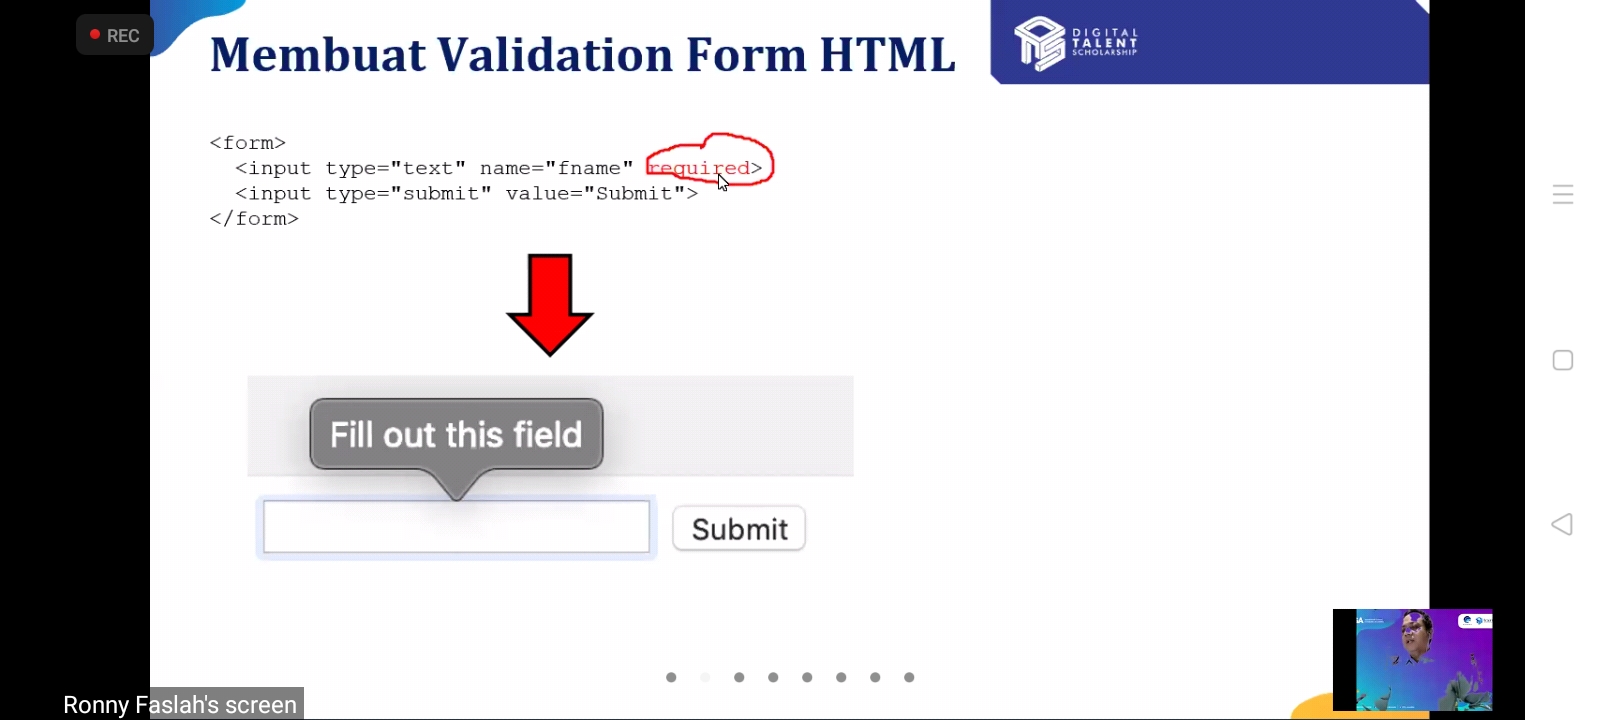 REC
Membuat Validation Form HTML
DIGITAL
TALENT
SCHOLARSHIP
<form>
<input type="text" name="fname" required>
<input type="submit" value="Submit">
</form>
Fill out this field
Submit
Ronny Faslah's screen